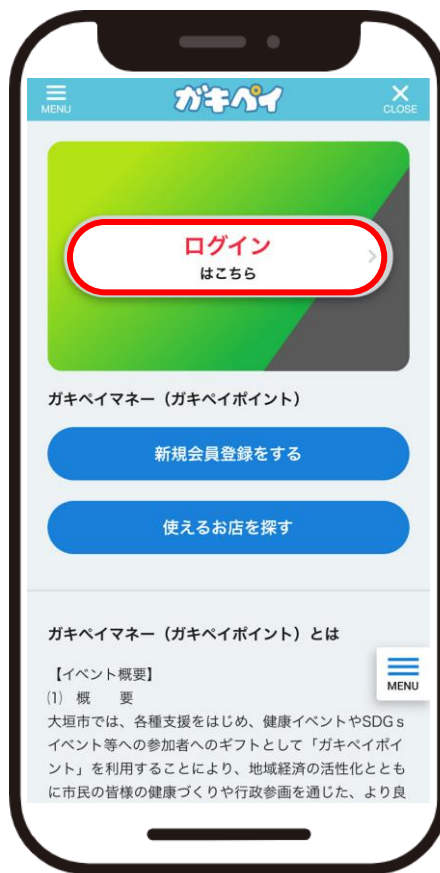 MENU
ガキペイ
CLOSE
ログイン
はこちら
ガキペイマネー（ガキペイポイント）
新規会員登録をする
使えるお店を探す
ガキペイマネー（ガキペイポイント）とは
【イベント概要】
⑴ 概　要
大垣市では、各種支援をはじめ、健康イベントやSDGｓ
イベント等への参加者へのギフトとして「ガキペイポイ
ント」を利用することにより、地域経済の活性化ととも
に市民の皆様の健康づくりや行政参画を通じた、より良
MENU